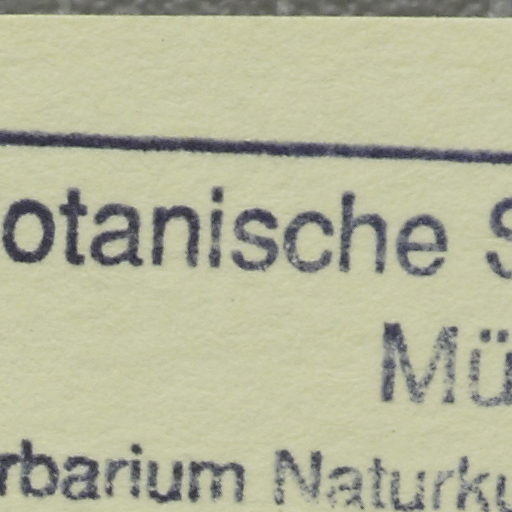 otanische S
Mü
rbarium Naturku